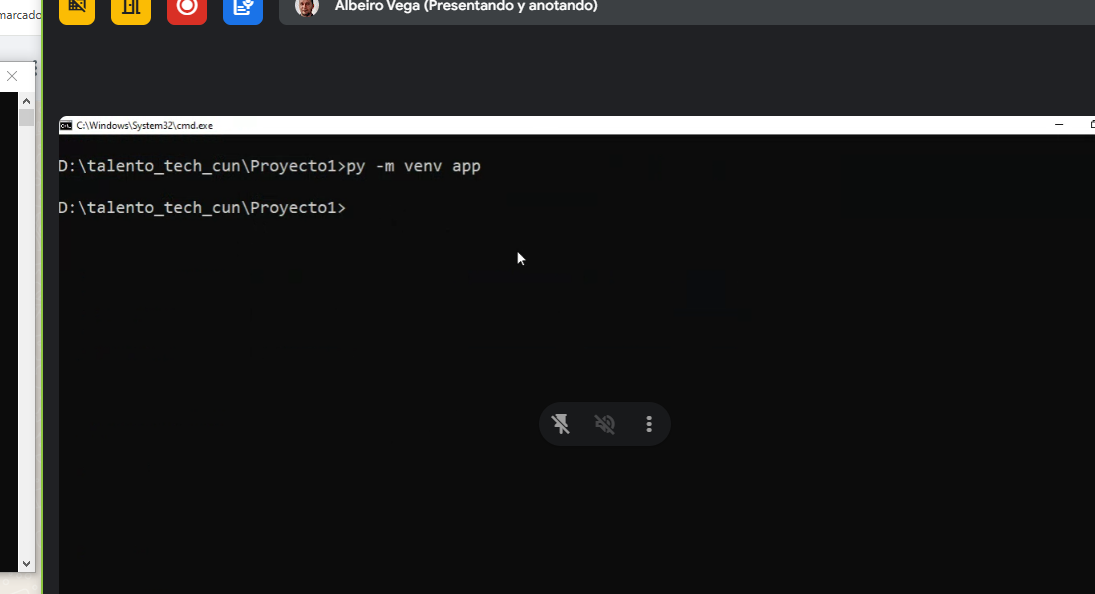 marcado
Albeiro Vega (Presentando y anotando)
C:\Windows\System32\cmd.exe
D:\talento_tech_cun\Proyecto1>py -m venv app
D:\talento_tech_cun\Proyecto1>